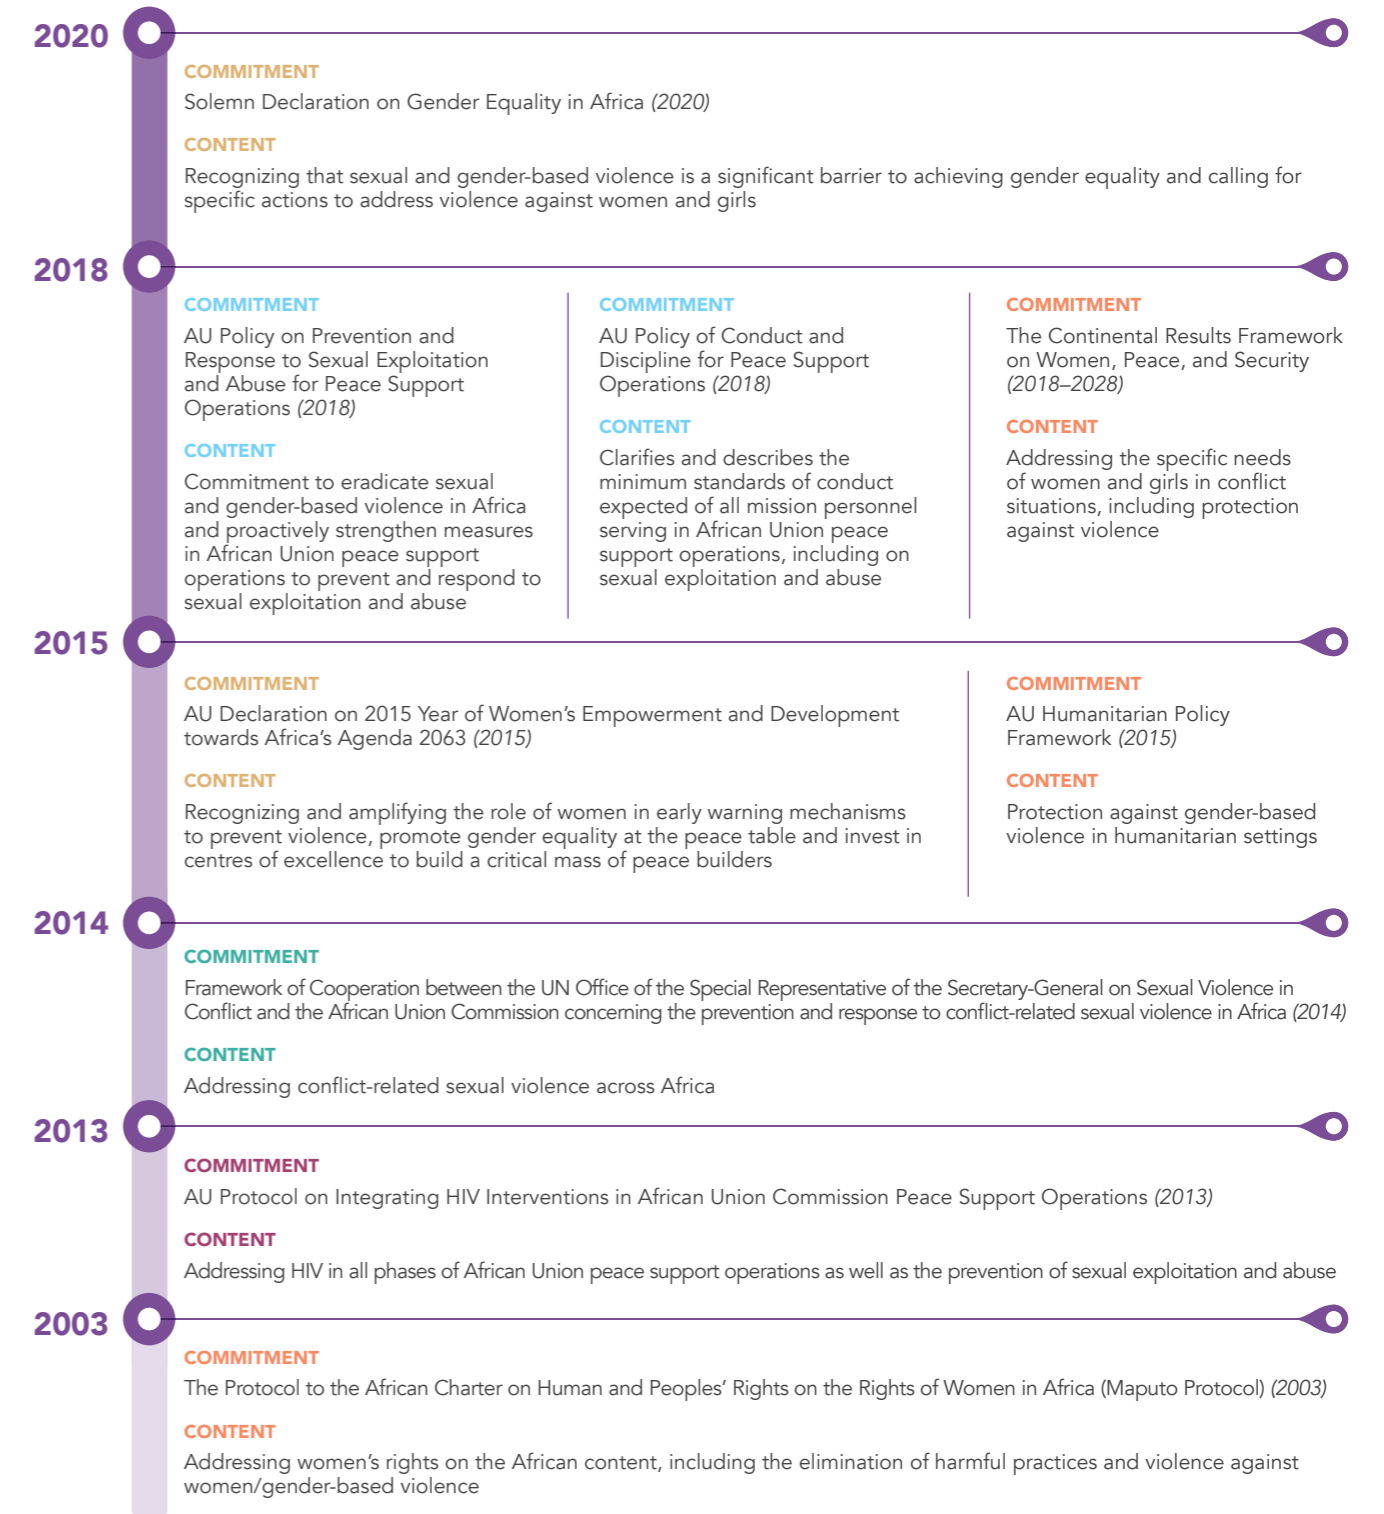 2020
COMMITMENT
Solemn Declaration on Gender Equality in Africa (2020)
CONTENT
Recognizing that sexual and gender-based violence is a significant barrier to achieving gender equality and calling for
specific actions to address violence against women and girls
2018
COMMITMENT
AU Policy on Prevention and
Response to Sexual Exploitation
and Abuse for Peace Support
Operations (2018)
CONTENT
Commitment to eradicate sexual
and gender-based violence in Africa
and proactively strengthen measures
in African Union peace support
operations to prevent and respond to
sexual exploitation and abuse
COMMITMENT
AU Policy of Conduct and
Discipline for Peace Support
Operations (2018)
CONTENT
Clarifies and describes the
minimum standards of conduct
expected of all mission personnel
serving in African Union peace
support operations, including on
sexual exploitation and abuse
COMMITMENT
The Continental Results Framework
on Women, Peace, and Security
(2018–2028)
CONTENT
Addressing the specific needs
of women and girls in conflict
situations, including protection
against violence
2015
COMMITMENT
AU Declaration on 2015 Year of Women’s Empowerment and Development
towards Africa’s Agenda 2063 (2015)
CONTENT
Recognizing and amplifying the role of women in early warning mechanisms
to prevent violence, promote gender equality at the peace table and invest in
centres of excellence to build a critical mass of peace builders
COMMITMENT
AU Humanitarian Policy
Framework (2015)
CONTENT
Protection against gender-based
violence in humanitarian settings
2014
COMMITMENT
Framework of Cooperation between the UN Office of the Special Representative of the Secretary-General on Sexual Violence in
Conflict and the African Union Commission concerning the prevention and response to conflict-related sexual violence in Africa (2014)
CONTENT
Addressing conflict-related sexual violence across Africa
2013
COMMITMENT
AU Protocol on Integrating HIV Interventions in African Union Commission Peace Support Operations (2013)
CONTENT
Addressing HIV in all phases of African Union peace support operations as well as the prevention of sexual exploitation and abuse
2003
COMMITMENT
The Protocol to the African Charter on Human and Peoples’ Rights on the Rights of Women in Africa (Maputo Protocol) (2003)
CONTENT
Addressing women’s rights on the African content, including the elimination of harmful practices and violence against
women/gender-based violence